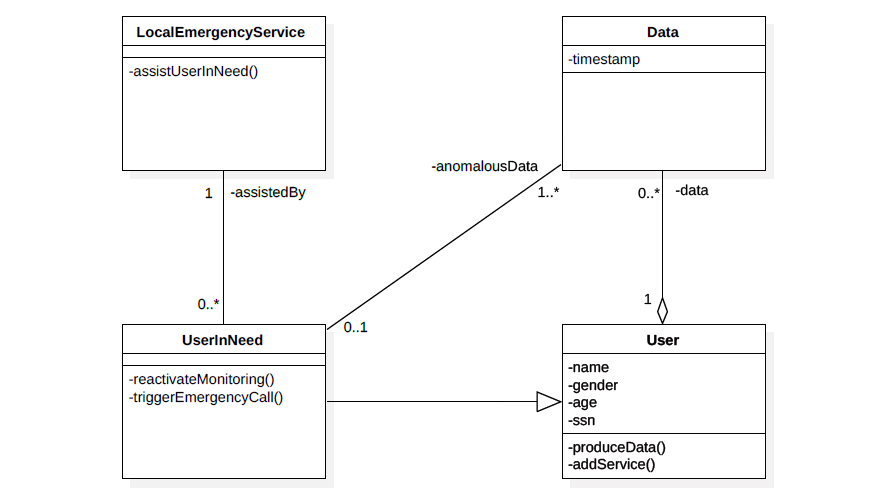 LocalEmergencyService
-assistUserInNeed()
Data
-timestamp
-anomalousData
1..*
1
-assistedBy
0..*
-data
0..*
0..1
1
UserInNeed
-reactivateMonitoring()
-triggerEmergencyCall()
User
-name
-gender
-age
-ssn
-produceData()
-addService()